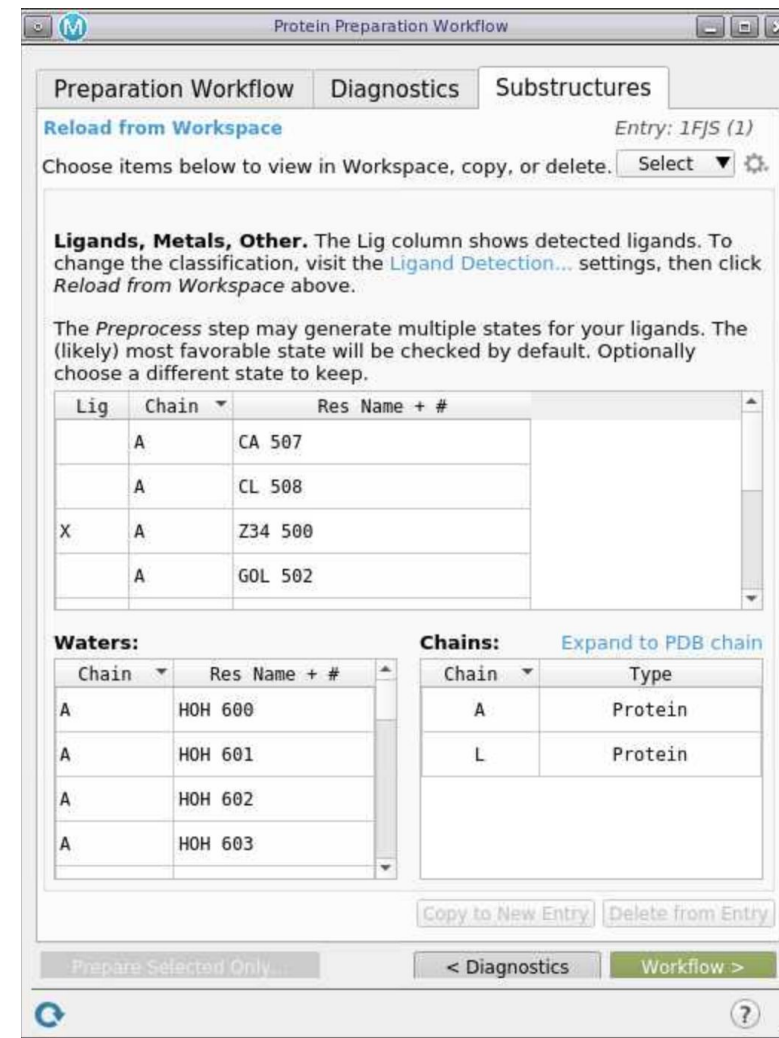 M Protein Preparation Workflow
Preparation Workflow Diagnostics Substructures
Reload from Workspace Entry: 1FJS (1)
Choose items below to view in Workspace, copy, or delete. Select
Ligands, Metals, Other. The Lig column shows detected ligands. To
change the classification, visit the Ligand Detection... settings, then click
Reload from Workspace above.
The Preprocess step may generate multiple states for your ligands. The
(likely) most favorable state will be checked by default. Optionally
choose a different state to keep.
Lig Chain Res Name + #
A CA 507
A CL 508
X A Z34 500
A GOL 502
Waters: Chains: Expand to PDB chain
Chain Res Name + # Chain Type
A HOH 600 A Protein
A HOH 601 L Protein
A HOH 602
A HOH 603
Copy to New Entry Delete from Entry
Prepare Selected Only... < Diagnostics Workflow >
?